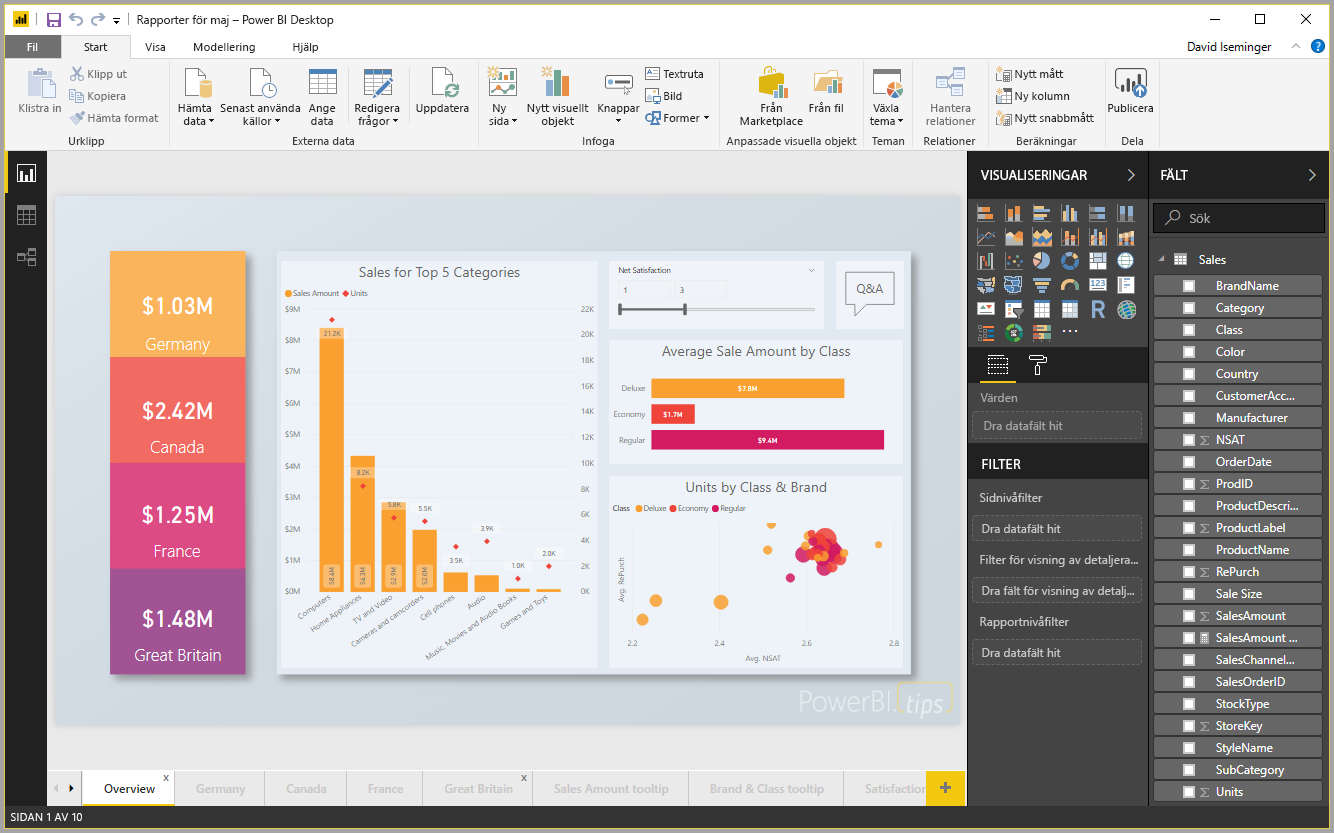 Rapporter för maj – Power BI Desktop
Fil
Start
Visa
Modellering
Hjälp
David Iseminger
?
Klistra in
Klipp ut
Kopiera
Hämta format
Urklipp
Hämta data
Senast använda källor
Ange data
Redigera frågor
Uppdatera
Externa data
Ny sida
Nytt visuellt objekt
Knappar
Textruta
Bild
Former
Infoga
Från Marketplace
Från fil
Anpassade visuella objekt
Växla tema
Teman
Hantera relationer
Relationer
Nytt mått
Ny kolumn
Nytt snabbmått
Beräkningar
Publicera
Dela
$1.03M
Germany
$2.42M
Canada
$1.25M
France
$1.48M
Great Britain
Sales for Top 5 Categories
Sales Amount Units
$9M
$8M
$7M
$6M
$5M
$4M
$3M
$2M
$1M
$0M
22K
20K
18K
16K
14K
12K
10K
8K
6K
4K
2K
0K
21.2K
8.2K
5.8K
5.5K
3.5K
3.9K
1.0K
2.0K
$8.4M
$4.3M
$2.9M
$2.0M
Computers
Home Appliances
TV and Video
Cameras and camcorders
Cell phones
Audio
Music, Movies and Audio Books
Games and Toys
Net Satisfaction
1
3
Q&A
Average Sale Amount by Class
Deluxe
$7.8M
Economy
$1.7M
Regular
$9.4M
Units by Class & Brand
Class Deluxe Economy Regular
Avg. RePurch
2.2
2.4
2.6
2.8
Avg. NSAT
PowerBI.tips
Overview
x
Germany
Canada
France
Great Britain
x
Sales Amount tooltip
Brand & Class tooltip
Satisfaction
+
SIDAN 1 AV 10
VISUALISERINGAR
123
R
Värden
Dra datafält hit
FILTER
Sidnivåfilter
Dra datafält hit
Filter för visning av detaljera...
Dra fält för visning av detalj...
Rapportnivåfilter
Dra datafält hit
FÄLT
Sök
Sales
BrandName
Category
Class
Color
Country
CustomerAcc...
Manufacturer
Σ NSAT
OrderDate
Σ ProdID
ProductDescri...
Σ ProductLabel
ProductName
Σ RePurch
Sale Size
Σ SalesAmount
SalesAmount ...
SalesChannel...
SalesOrderID
StockType
Σ StoreKey
StyleName
SubCategory
Σ Units